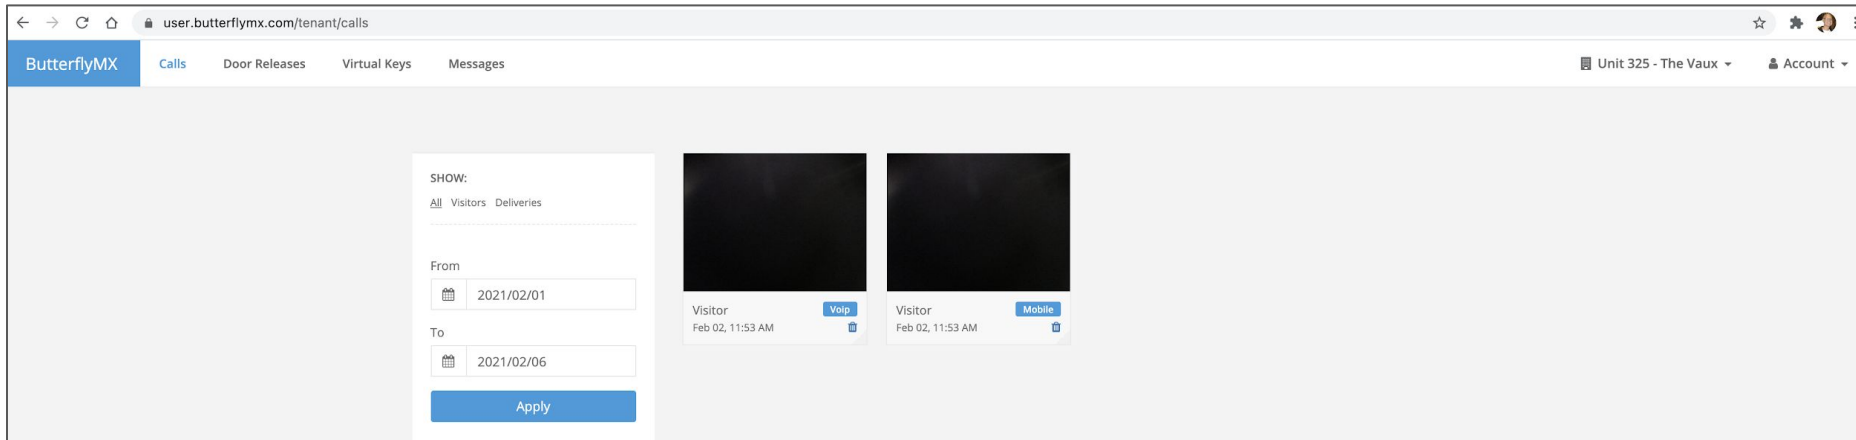 user.butterflymx.com/tenant/calls
ButterflyMX Calls Door Releases Virtual Keys Messages Unit 325 - The Vaux Account
SHOW:
All Visitors Deliveries
From
2021/02/01
To
2021/02/06
Apply
Visitor Voip
Feb 02, 11:53 AM
Visitor Mobile
Feb 02, 11:53 AM